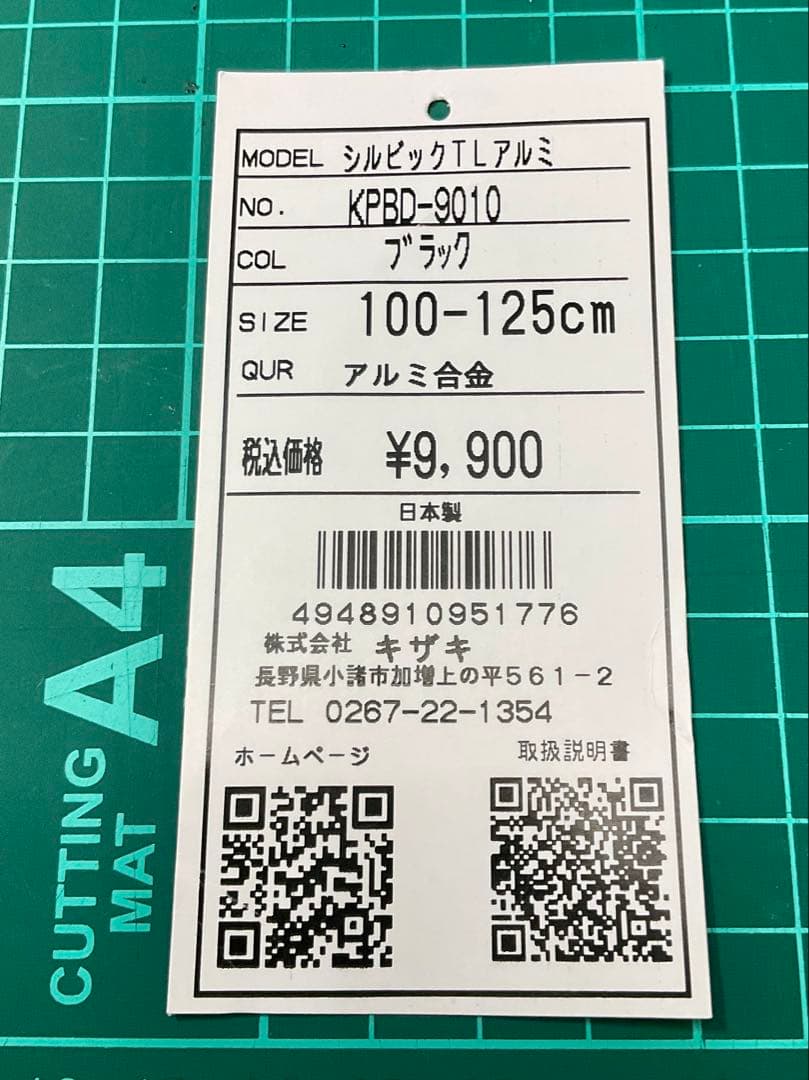 MODEL シルビックTLアルミ
NO. KPBD-9010
COL ブラック
SIZE 100-125cm
QUR アルミ合金
税込価格 ¥9,900
日本製
4948910951776
株式会社 キザキ
長野県小諸市加増上の平561-2
TEL 0267-22-1354
ホームページ 取扱説明書
A4
CUTTING
MAT